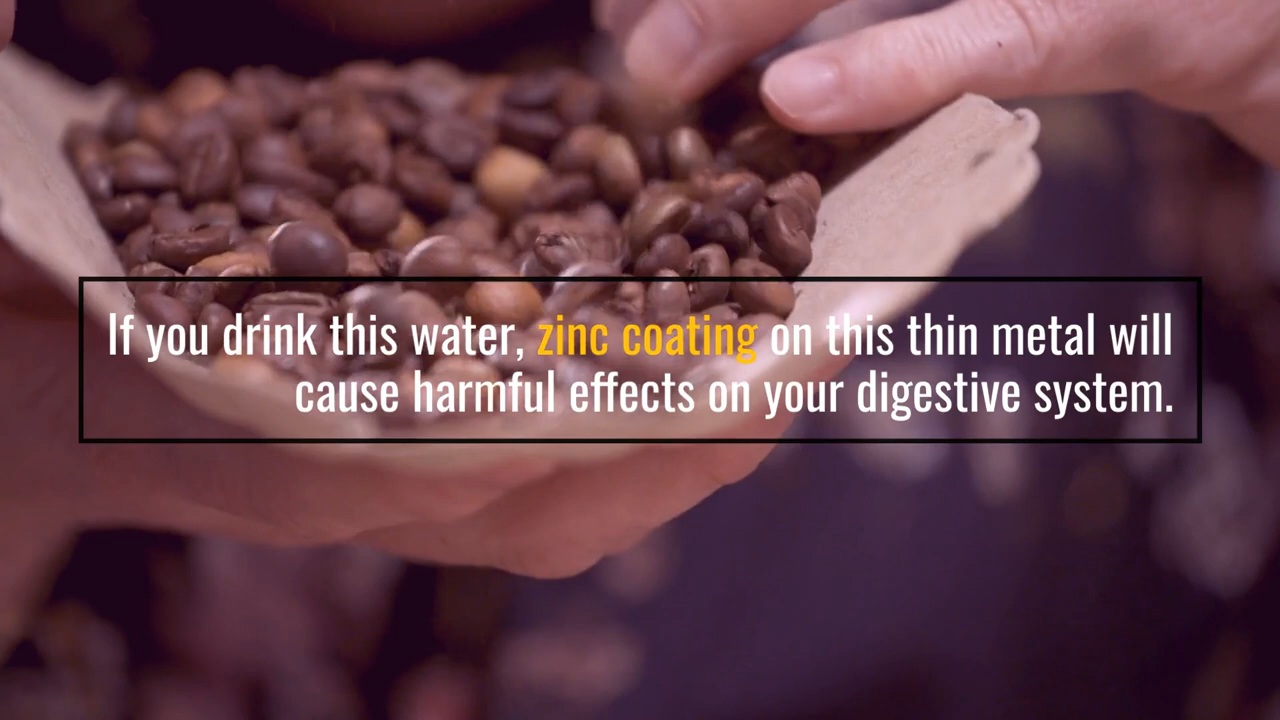 If you drink this water, zinc coating on this thin metal will
cause harmful effects on your digestive system.